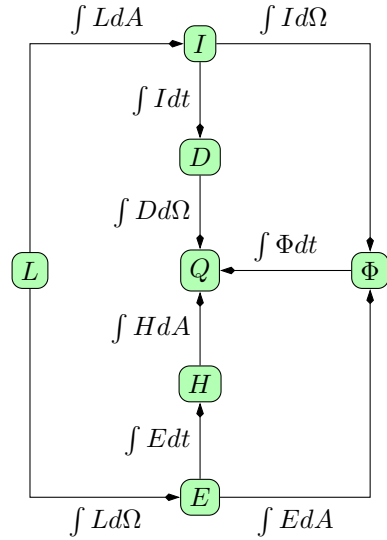 ∫ LdA
I
∫ IdΩ
∫ Idt
D
∫ DdΩ
∫ Φdt
L
Q
Φ
∫ HdA
H
∫ Edt
E
∫ LdΩ
∫ EdA